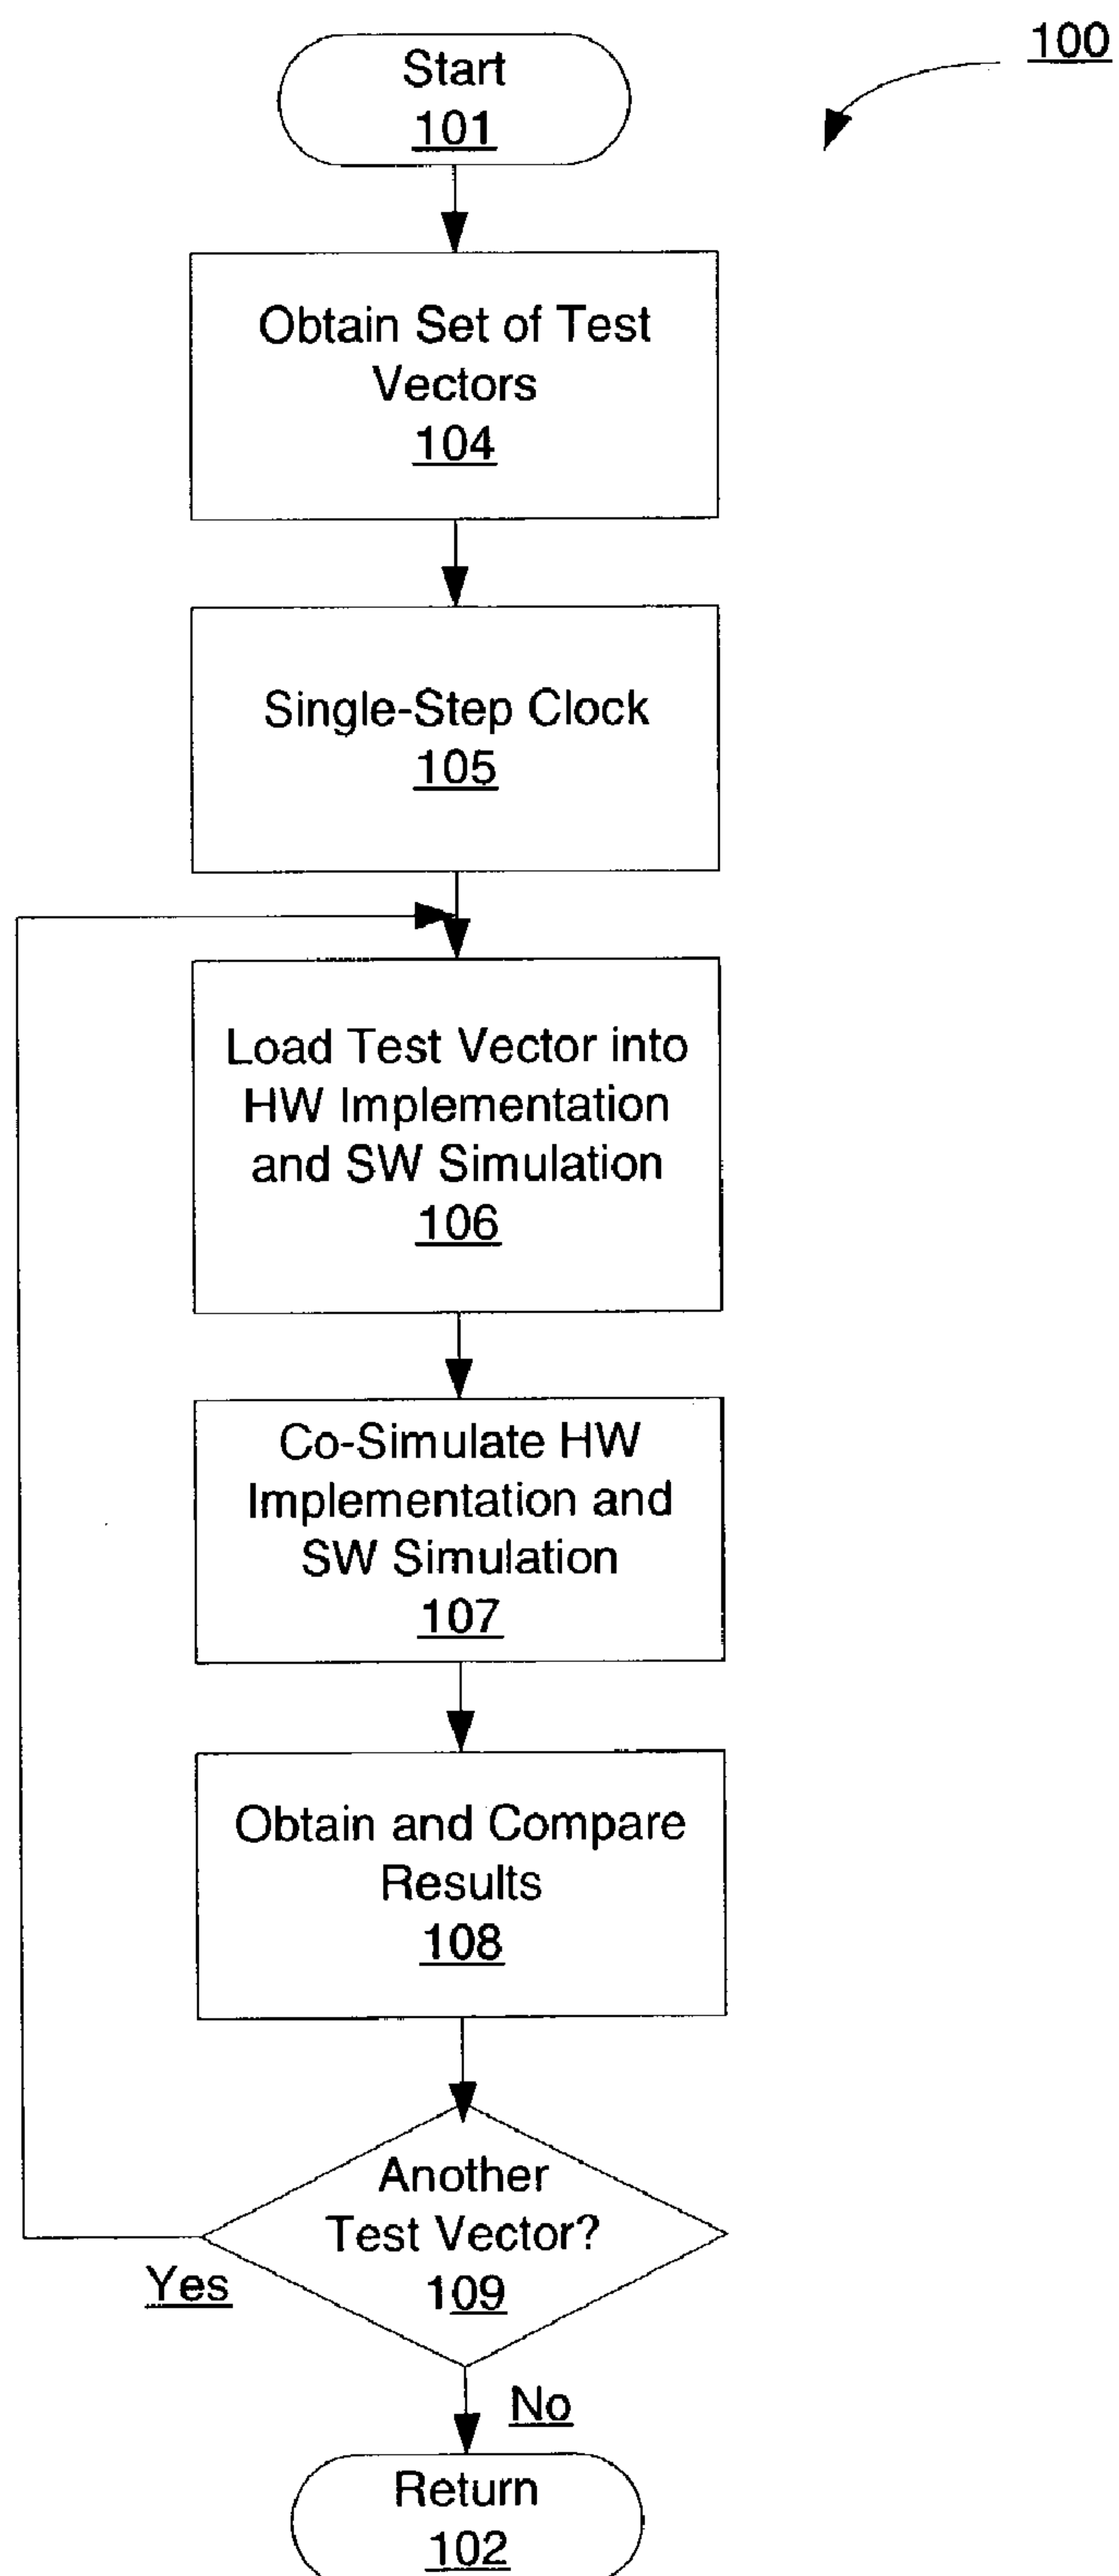 100
Start
101
Obtain Set of Test
Vectors
104
Single-Step Clock
105
Load Test Vector into
HW Implementation
and SW Simulation
106
Co-Simulate HW
Implementation and
SW Simulation
107
Obtain and Compare
Results
108
Another
Test Vector?
109
Yes
No
Return
102